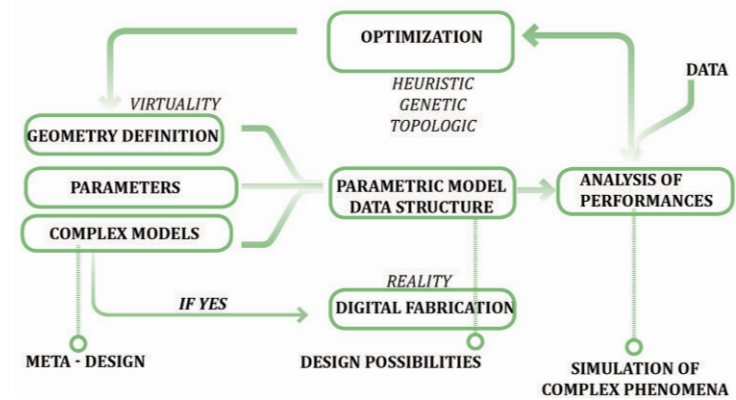 OPTIMIZATION
HEURISTIC
GENETIC
TOPOLOGIC
DATA
VIRTUALITY
GEOMETRY DEFINITION
PARAMETERS
COMPLEX MODELS
PARAMETRIC MODEL
DATA STRUCTURE
ANALYSIS OF
PERFORMANCES
REALITY
IF YES
DIGITAL FABRICATION
META - DESIGN
DESIGN POSSIBILITIES
SIMULATION OF
COMPLEX PHENOMENA